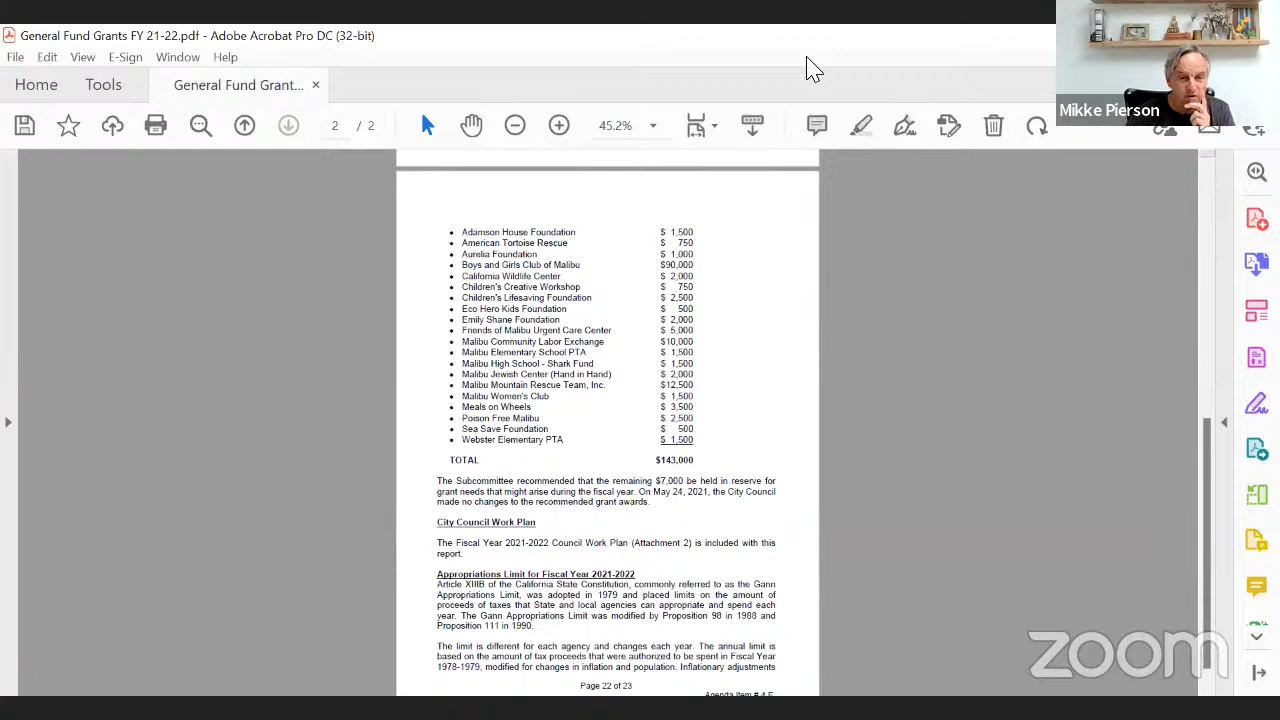 General Fund Grants FY 21-22.pdf - Adobe Acrobat Pro DC (32-bit)
File Edit View E-Sign Window Help
Home Tools General Fund Grant... ×
2 / 2 45.2%
Mikke Pierson
• Adamson House Foundation $ 1,500
• American Tortoise Rescue $ 750
• Aurelia Foundation $ 1,000
• Boys and Girls Club of Malibu $90,000
• California Wildlife Center $ 2,000
• Children's Creative Workshop $ 750
• Children's Lifesaving Foundation $ 2,500
• Eco Hero Kids Foundation $ 500
• Emily Shane Foundation $ 2,000
• Friends of Malibu Urgent Care Center $ 5,000
• Malibu Community Labor Exchange $10,000
• Malibu Elementary School PTA $ 1,500
• Malibu High School - Shark Fund $ 1,500
• Malibu Jewish Center (Hand in Hand) $ 2,000
• Malibu Mountain Rescue Team, Inc. $12,500
• Malibu Women's Club $ 1,500
• Meals on Wheels $ 3,500
• Poison Free Malibu $ 2,500
• Sea Save Foundation $ 500
• Webster Elementary PTA $ 1,500
TOTAL $143,000
The Subcommittee recommended that the remaining $7,000 be held in reserve for
grant needs that might arise during the fiscal year. On May 24, 2021, the City Council
made no changes to the recommended grant awards.
City Council Work Plan
The Fiscal Year 2021-2022 Council Work Plan (Attachment 2) is included with this
report.
Appropriations Limit for Fiscal Year 2021-2022
Article XIIIB of the California State Constitution, commonly referred to as the Gann
Appropriations Limit, was adopted in 1979 and placed limits on the amount of
proceeds of taxes that State and local agencies can appropriate and spend each
year. The Gann Appropriations Limit was modified by Proposition 98 in 1988 and
Proposition 111 in 1990.
The limit is different for each agency and changes each year. The annual limit is
based on the amount of tax proceeds that were authorized to be spent in Fiscal Year
1978-1979, modified for changes in inflation and population. Inflationary adjustments
Page 22 of 23
Agenda Item # 4.F.
zoom